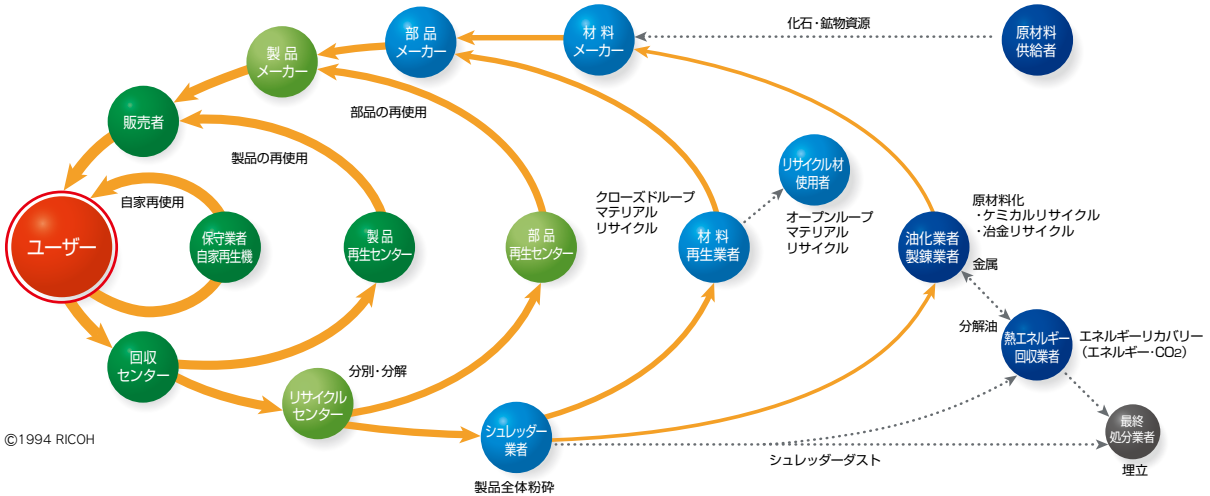 化石・鉱物資源
原材料
供給者
材 料
メーカー
部 品
メーカー
製 品
メーカー
販売者
部品の再使用
製品の再使用
自家再使用
ユーザー
保守業者
自家再生機
製 品
再生センター
部 品
再生センター
クローズドループ
マテリアル
リサイクル
材 料
再生業者
リサイクル材
使用者
オープンループ
マテリアル
リサイクル
油化業者
製錬業者
原材料化
・ケミカルリサイクル
・冶金リサイクル
金属
分解油
熱エネルギー
回収業者
エネルギーリカバリー
（エネルギー・CO2）
回収
センター
分別・分解
リサイクル
センター
シュレッダー
業者
製品全体粉砕
シュレッダーダスト
最終
処分業者
埋立
©1994 RICOH